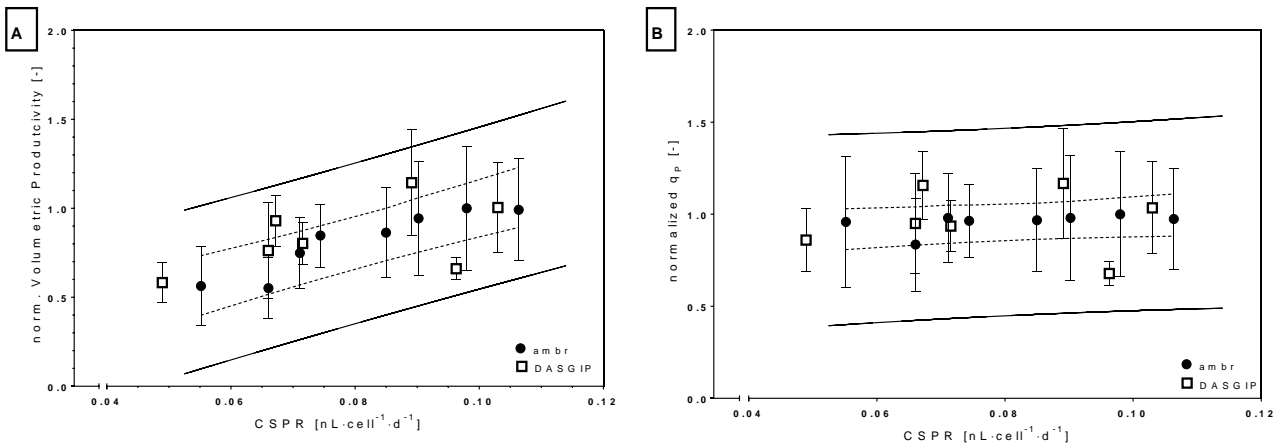 A
norm. Volumetric Produtcivity [-]
2.0
1.5
1.0
0.5
0.0
0.04 0.06 0.08 0.10 0.12
CSPR [nL·cell⁻¹·d⁻¹]
ambr
DASGIP
B
normalized qP [-]
2.0
1.5
1.0
0.5
0.0
0.04 0.06 0.08 0.10 0.12
CSPR [nL·cell⁻¹·d⁻¹]
ambr
DASGIP